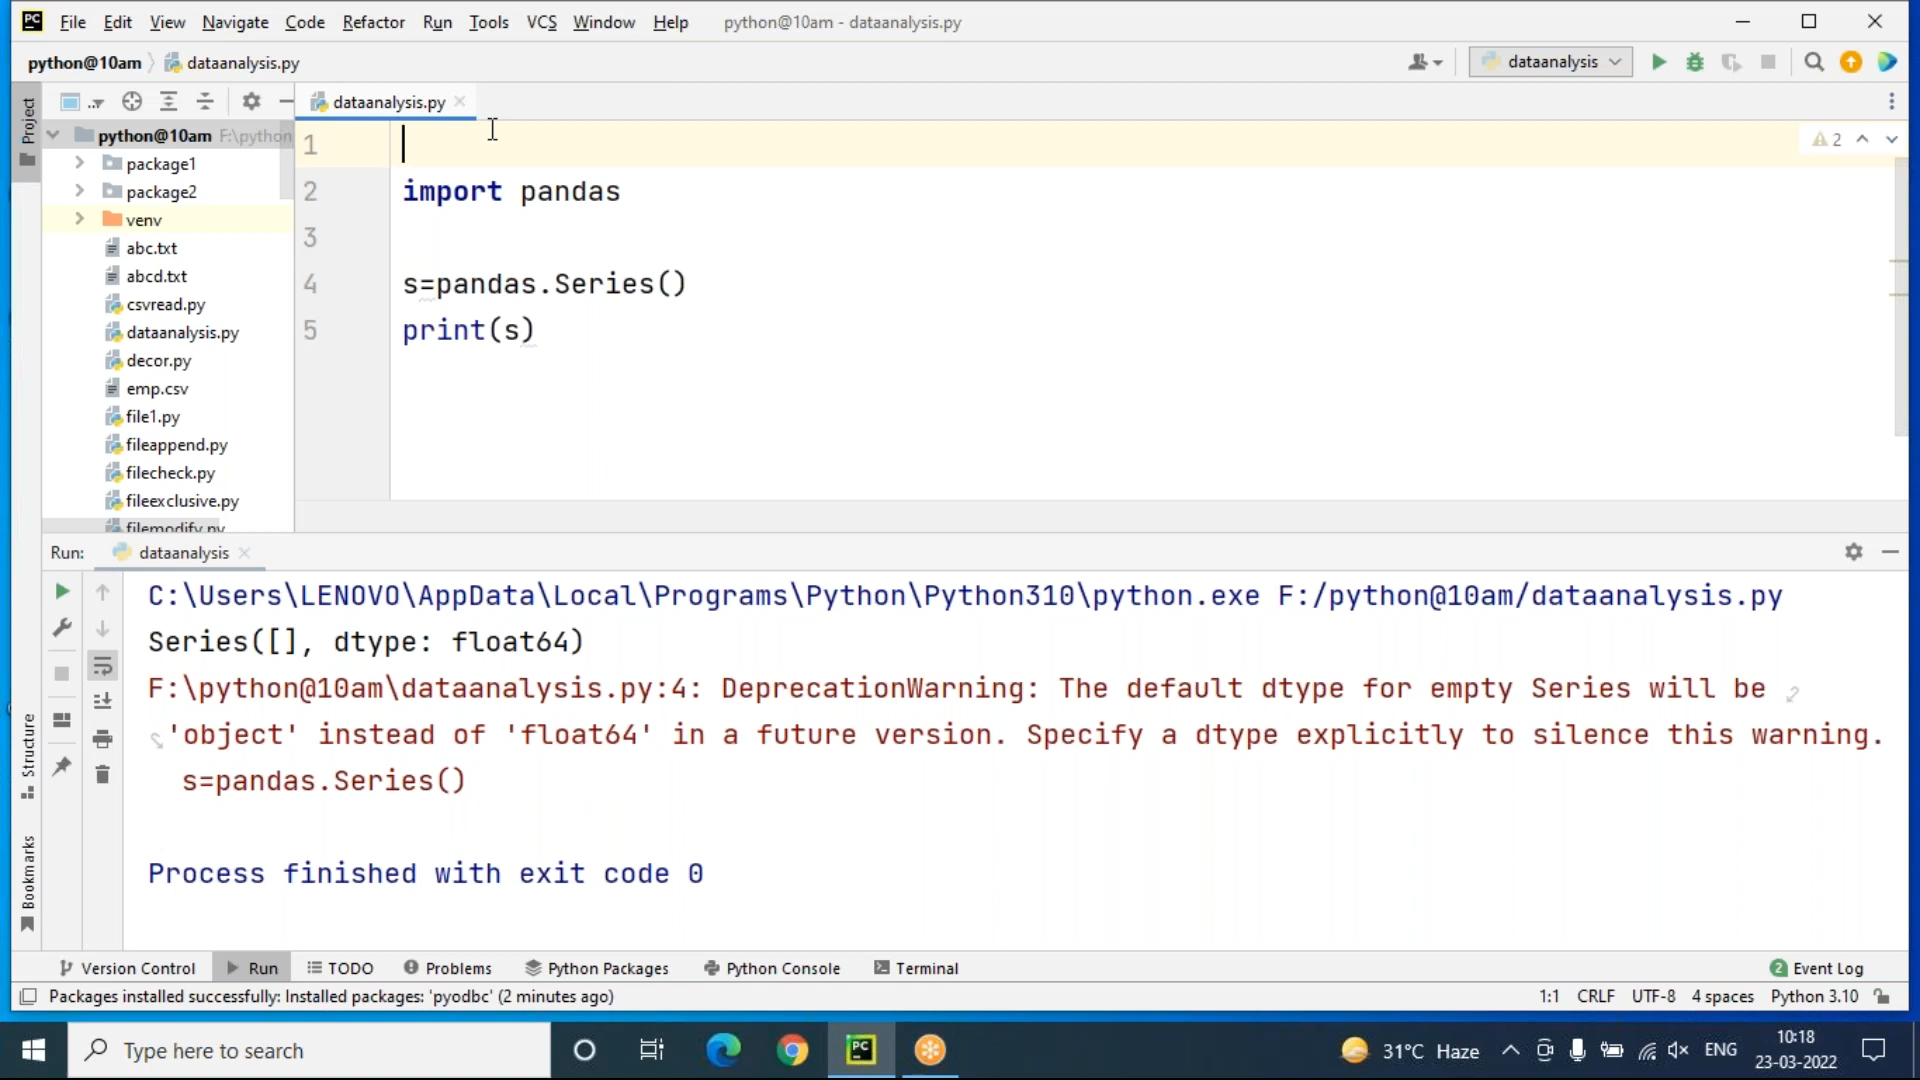 PC File Edit View Navigate Code Refactor Run Tools VCS Window Help python@10am - dataanalysis.py
python@10am dataanalysis.py
dataanalysis
Project
dataanalysis.py
python@10am F:\python
package1
package2
venv
abc.txt
abcd.txt
csvread.py
dataanalysis.py
decor.py
emp.csv
file1.py
fileappend.py
filecheck.py
fileexclusive.py
filemodify.py
1
2 import pandas
3
4 s=pandas.Series()
5 print(s)
2
Run: dataanalysis
C:\Users\LENOVO\AppData\Local\Programs\Python\Python310\python.exe F:/python@10am/dataanalysis.py
Series([], dtype: float64)
F:\python@10am\dataanalysis.py:4: DeprecationWarning: The default dtype for empty Series will be
'object' instead of 'float64' in a future version. Specify a dtype explicitly to silence this warning.
s=pandas.Series()
Process finished with exit code 0
Structure
Bookmarks
Version Control Run TODO Problems Python Packages Python Console Terminal 2 Event Log
Packages installed successfully: Installed packages: 'pyodbc' (2 minutes ago) 1:1 CRLF UTF-8 4 spaces Python 3.10
Type here to search
PC
31°C Haze
ENG
10:18
23-03-2022